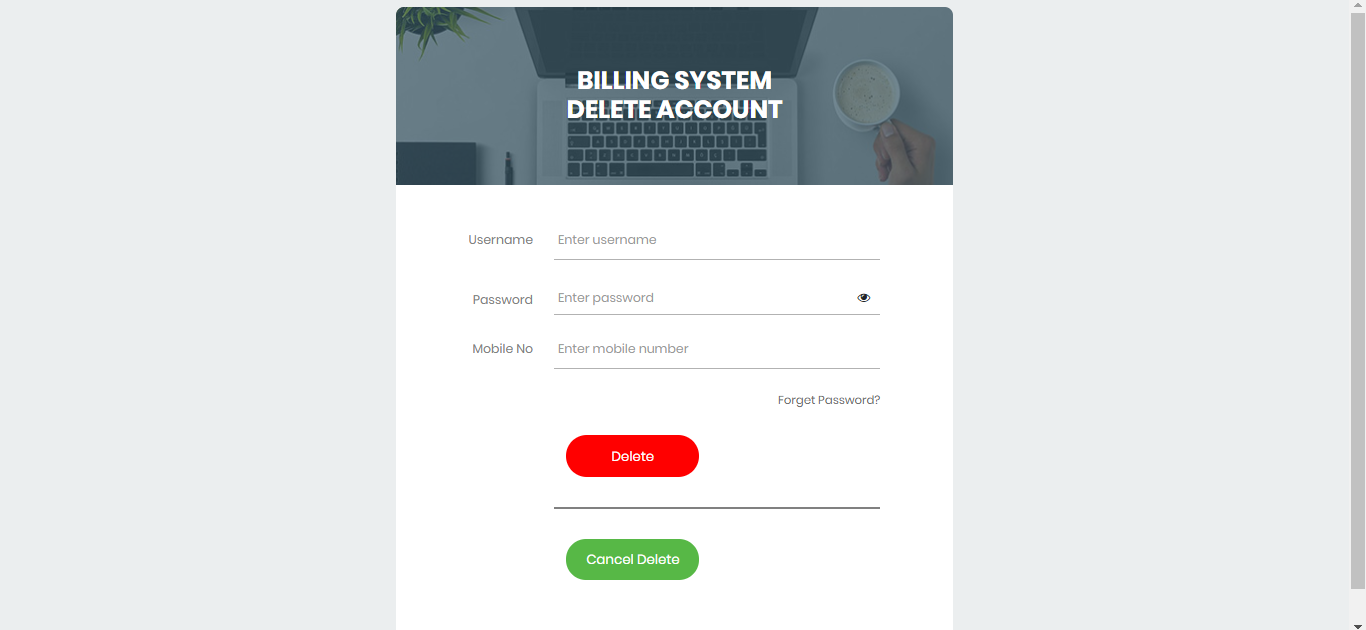 BILLING SYSTEM
DELETE ACCOUNT
Username
Enter username
Password
Enter password
Mobile No
Enter mobile number
Forget Password?
Delete
Cancel Delete